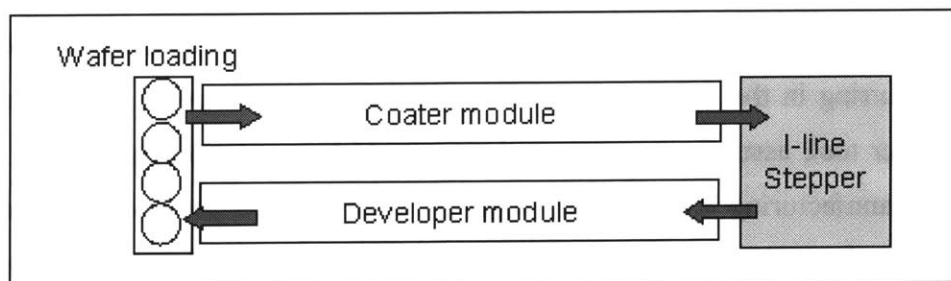 Wafer loading
Coater module
I-line
Stepper
Developer module